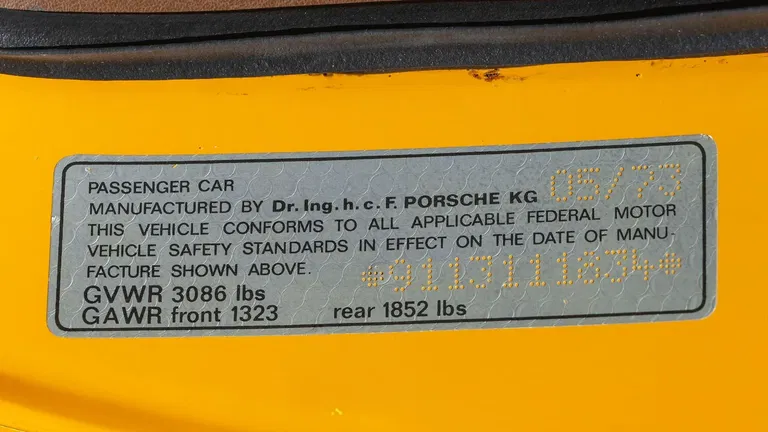 PASSENGER CAR
MANUFACTURED BY Dr. Ing. h. c. F. PORSCHE KG 05/73
THIS VEHICLE CONFORMS TO ALL APPLICABLE FEDERAL MOTOR
VEHICLE SAFETY STANDARDS IN EFFECT ON THE DATE OF MANU-
FACTURE SHOWN ABOVE.
*9113111834*
GVWR 3086 lbs
GAWR front 1323 rear 1852 lbs